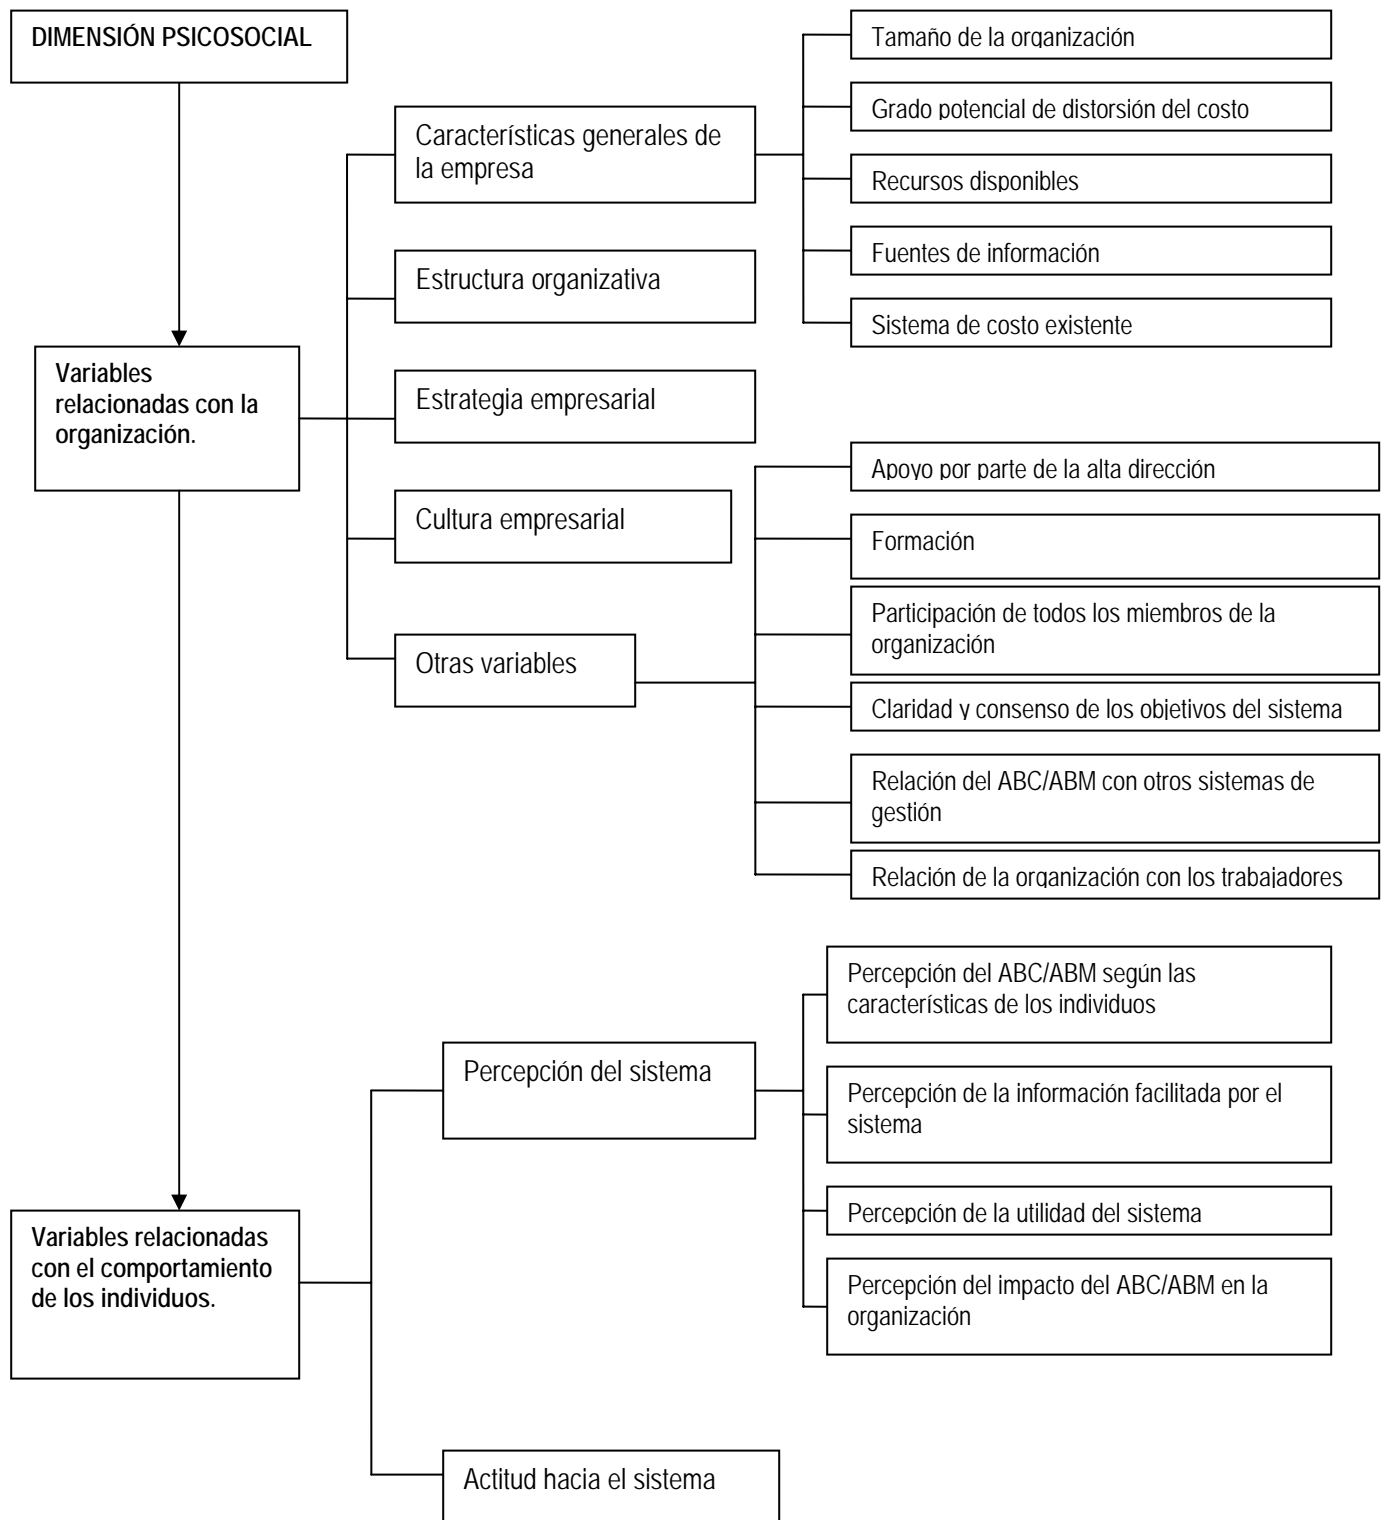 DIMENSIÓN PSICOSOCIAL
Tamaño de la organización
Grado potencial de distorsión del costo
Características generales de
la empresa
Recursos disponibles
Fuentes de información
Estructura organizativa
Sistema de costo existente
Variables
relacionadas con la
organización.
Estrategia empresarial
Apoyo por parte de la alta dirección
Cultura empresarial
Formación
Participación de todos los miembros de la
organización
Otras variables
Claridad y consenso de los objetivos del sistema
Relación del ABC/ABM con otros sistemas de
gestión
Relación de la organización con los trabajadores
Percepción del ABC/ABM según las
características de los individuos
Percepción del sistema
Percepción de la información facilitada por el
sistema
Percepción de la utilidad del sistema
Variables relacionadas
con el comportamiento
de los individuos.
Percepción del impacto del ABC/ABM en la
organización
Actitud hacia el sistema